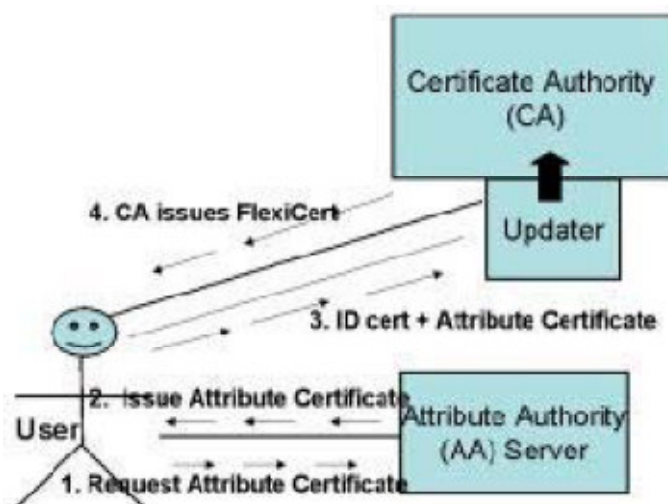 Certificate Authority
(CA)
4. CA issues FlexiCert
Updater
3. ID cert + Attribute Certificate
2. Issue Attribute Certificate
Attribute Authority
(AA) Server
User
1. Request Attribute Certificate